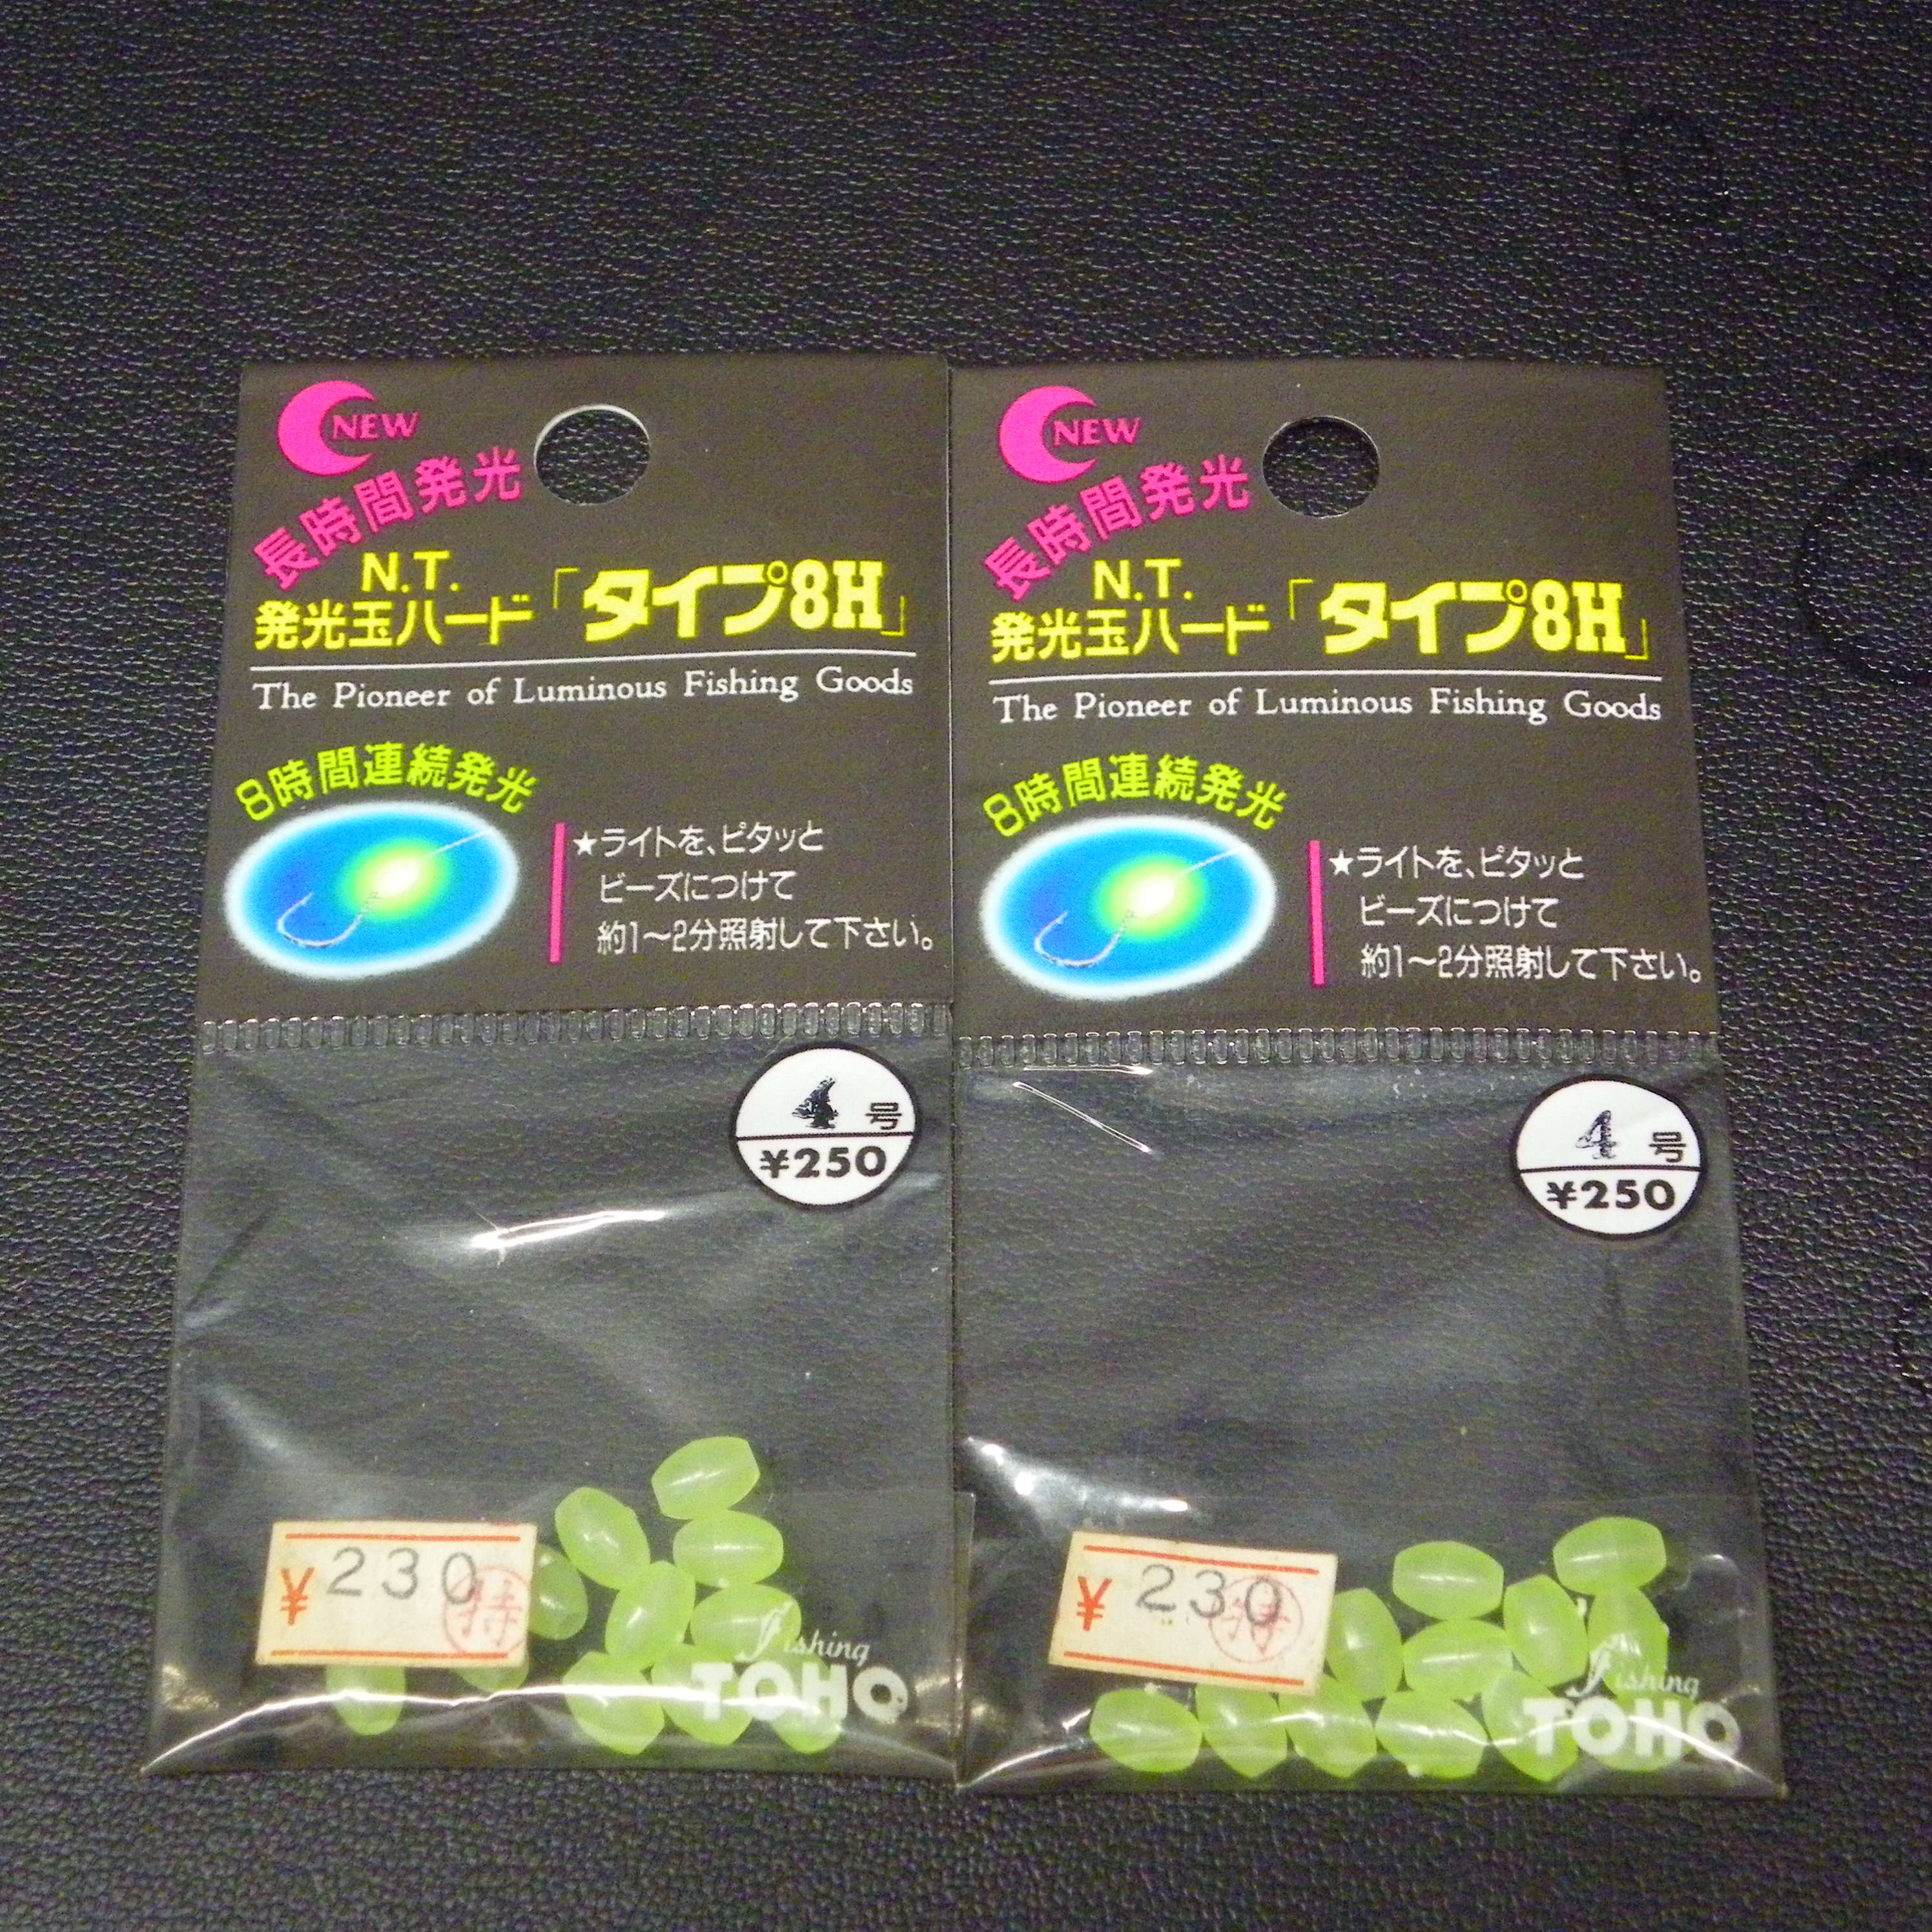 NEW
長時間発光
N.T.
発光玉ハード「タイプ8H」
The Pioneer of Luminous Fishing Goods
8時間連続発光
★ライトを、ピタッと
ビーズにつけて
約1〜2分照射して下さい。
4号
¥250
¥230
特
Fishing
TOHO
NEW
長時間発光
N.T.
発光玉ハード「タイプ8H」
The Pioneer of Luminous Fishing Goods
8時間連続発光
★ライトを、ピタッと
ビーズにつけて
約1〜2分照射して下さい。
4号
¥250
¥230
特
Fishing
TOHO